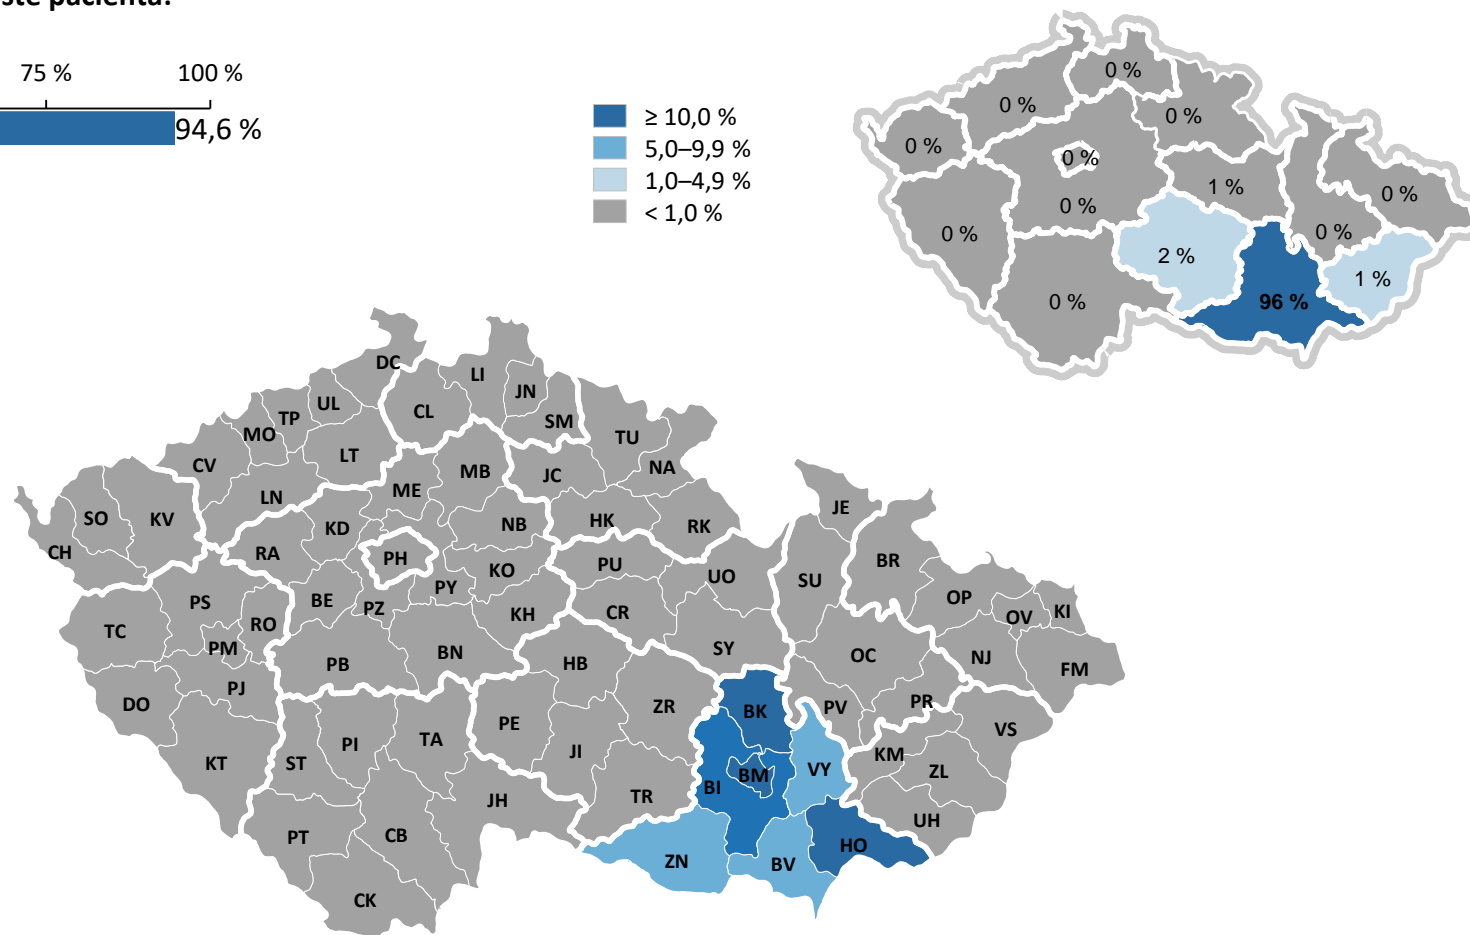 ště pacienta:
75 % 100 %
94,6 %
≥ 10,0 %
5,0–9,9 %
1,0–4,9 %
< 1,0 %
0 %
0 %
0 %
0 %
0 %
0 %
1 %
0 %
0 %
0 %
0 %
2 %
1 %
96 %
0 %
DC
LI
JN
UL
CL
TP
SM
MO
TU
LT
CV
MB
NA
JC
ME
LN
JE
SO
KV
HK
NB
RK
KD
CH
RA
PH
BR
PU
KO
UO
SU
PY
OP
BE
PS
PZ
KH
CR
KI
OV
RO
TC
PM
SY
BN
OC
NJ
PB
HB
FM
PJ
DO
PR
ZR
PV
BK
PE
VS
TA
PI
JI
KM
KT
ST
VY
ZL
BM
BI
TR
JH
UH
PT
CB
HO
ZN
BV
CK